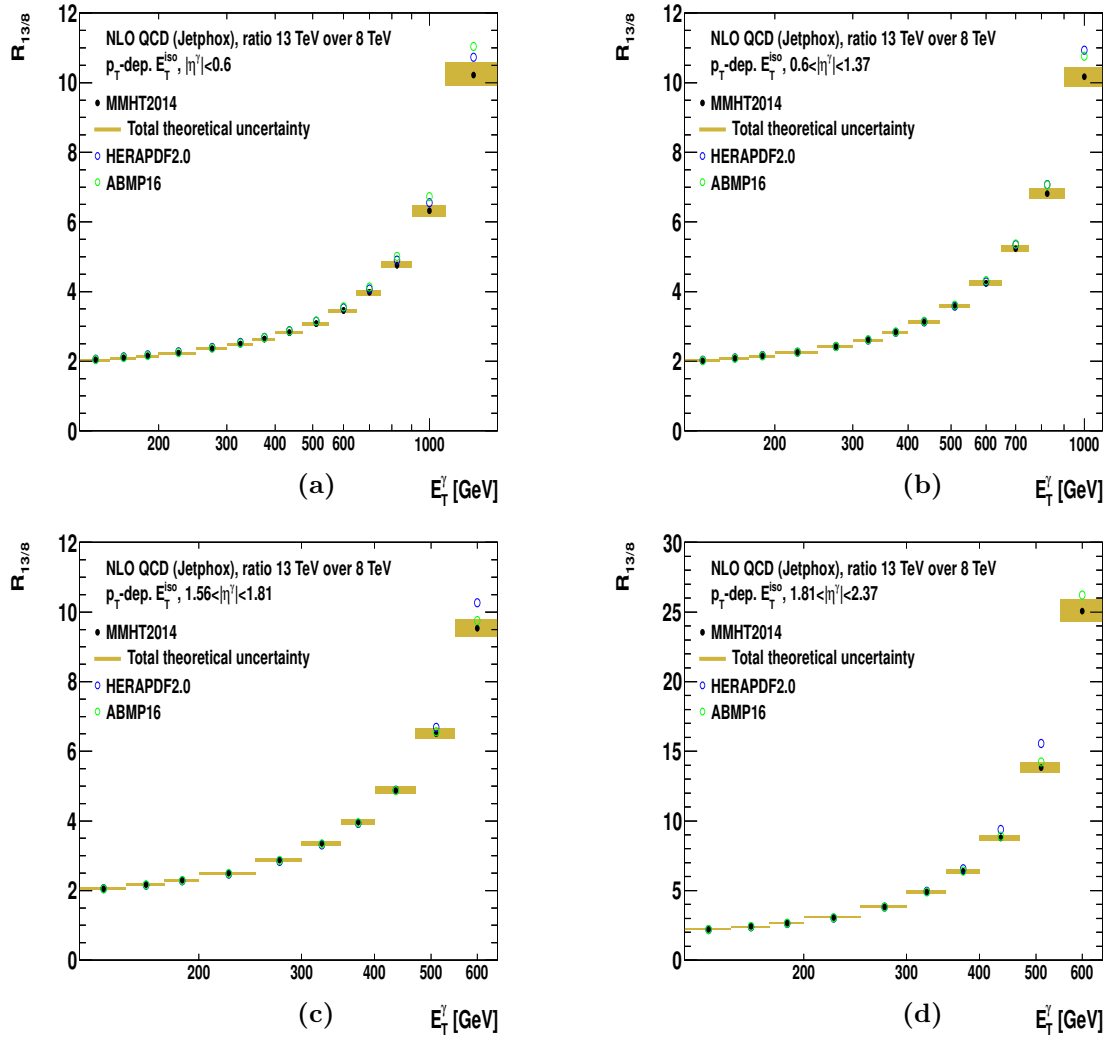 R13/8
12
10
8
6
4
2
0
NLO QCD (Jetphox), ratio 13 TeV over 8 TeV
pT-dep. ETiso, |ηγ|<0.6
MMHT2014
Total theoretical uncertainty
HERAPDF2.0
ABMP16
200 300 400 500 600 1000
(a)
ETγ [GeV]
R13/8
12
10
8
6
4
2
0
NLO QCD (Jetphox), ratio 13 TeV over 8 TeV
pT-dep. ETiso, 0.6<|ηγ|<1.37
MMHT2014
Total theoretical uncertainty
HERAPDF2.0
ABMP16
200 300 400 500 600 700 1000
(b)
ETγ [GeV]
R13/8
12
10
8
6
4
2
0
NLO QCD (Jetphox), ratio 13 TeV over 8 TeV
pT-dep. ETiso, 1.56<|ηγ|<1.81
MMHT2014
Total theoretical uncertainty
HERAPDF2.0
ABMP16
200 300 400 500 600
(c)
ETγ [GeV]
R13/8
30
25
20
15
10
5
0
NLO QCD (Jetphox), ratio 13 TeV over 8 TeV
pT-dep. ETiso, 1.81<|ηγ|<2.37
MMHT2014
Total theoretical uncertainty
HERAPDF2.0
ABMP16
200 300 400 500 600
(d)
ETγ [GeV]